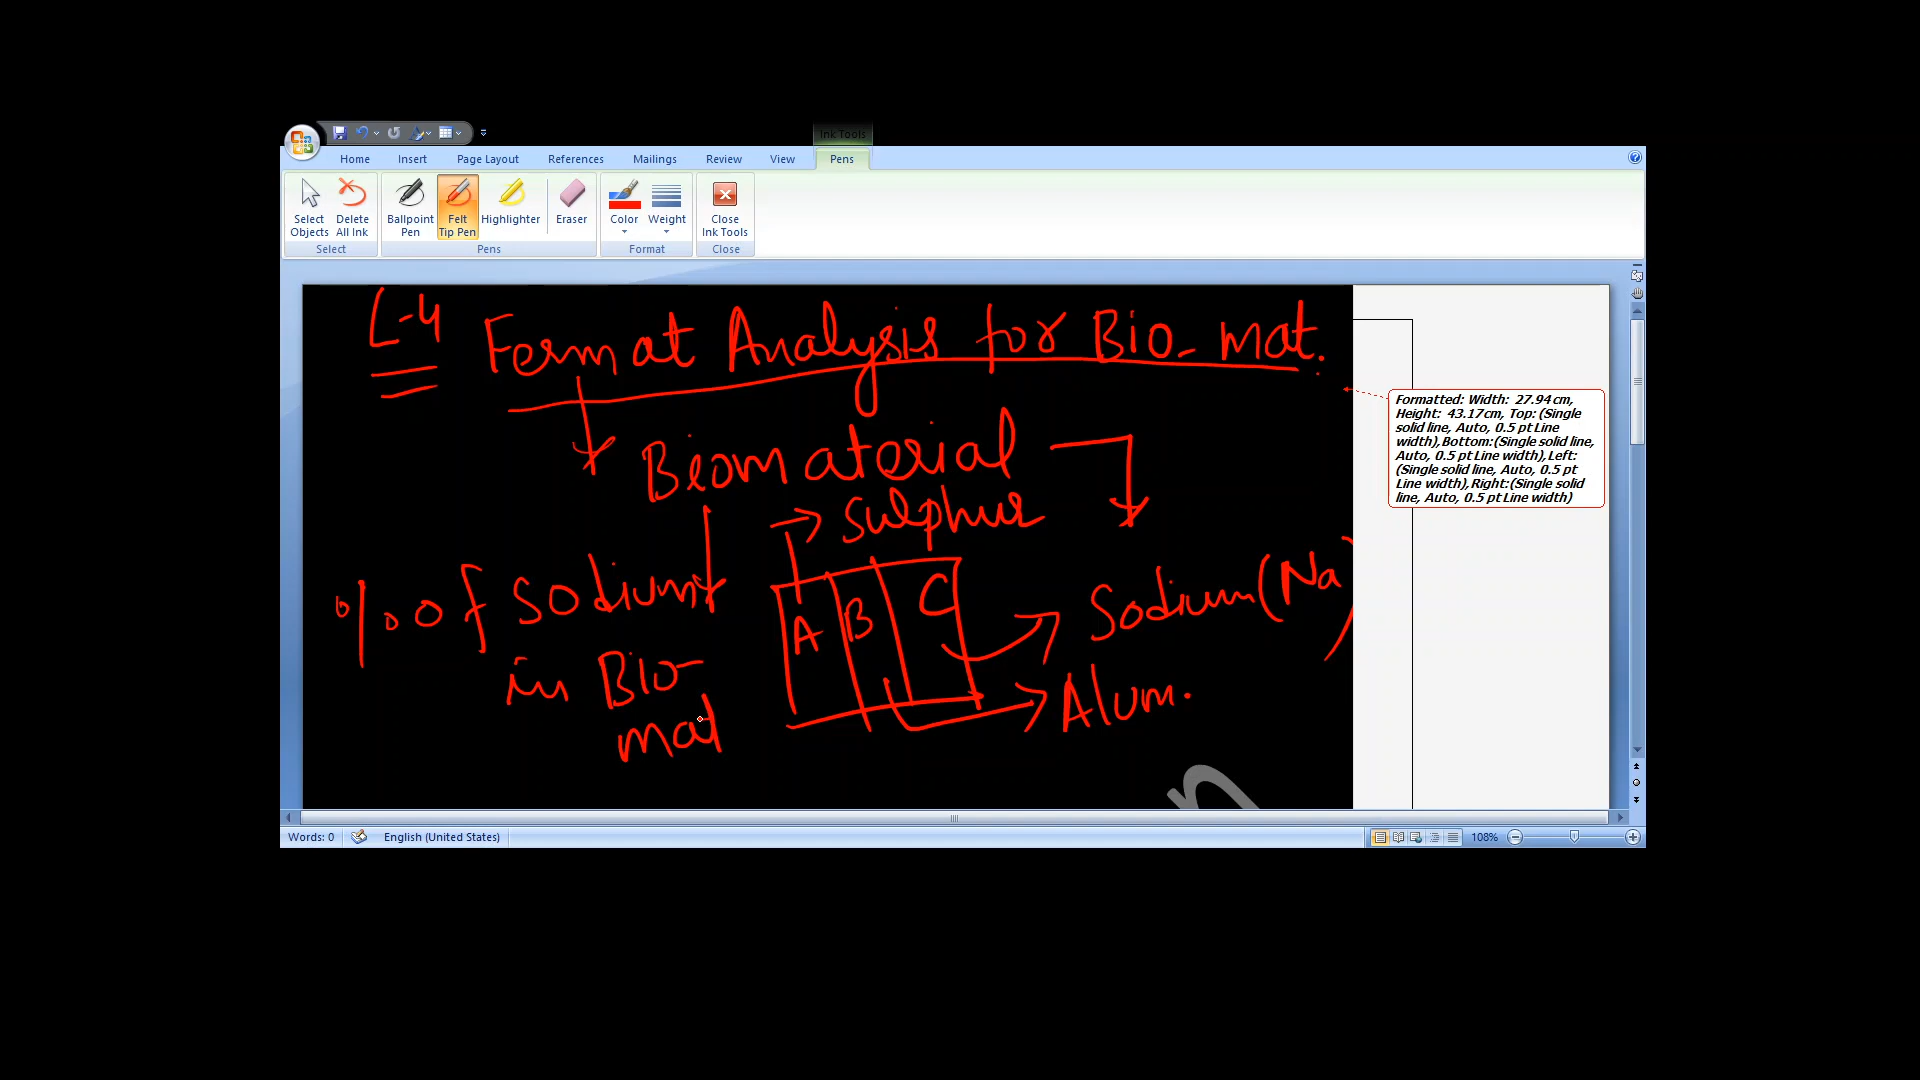 Ink Tools
Home Insert Page Layout References Mailings Review View Pens
Select Objects
Delete All Ink
Ballpoint Pen
Felt Tip Pen
Highlighter
Eraser
Color
Weight
Close Ink Tools
Select Pens Format Close
L-4 Format Analysis for Bio-mat.
Biomaterial
Sulphur
% of sodium
in Bio-
mat
A B C
Sodium (Na)
Alum.
Formatted: Width: 27.94 cm,
Height: 43.17cm, Top: (Single
solid line, Auto, 0.5 pt Line
width), Bottom: (Single solid line,
Auto, 0.5 pt Line width), Left:
(Single solid line, Auto, 0.5 pt
Line width), Right: (Single solid
line, Auto, 0.5 pt Line width)
n
Words: 0 English (United States) 108%